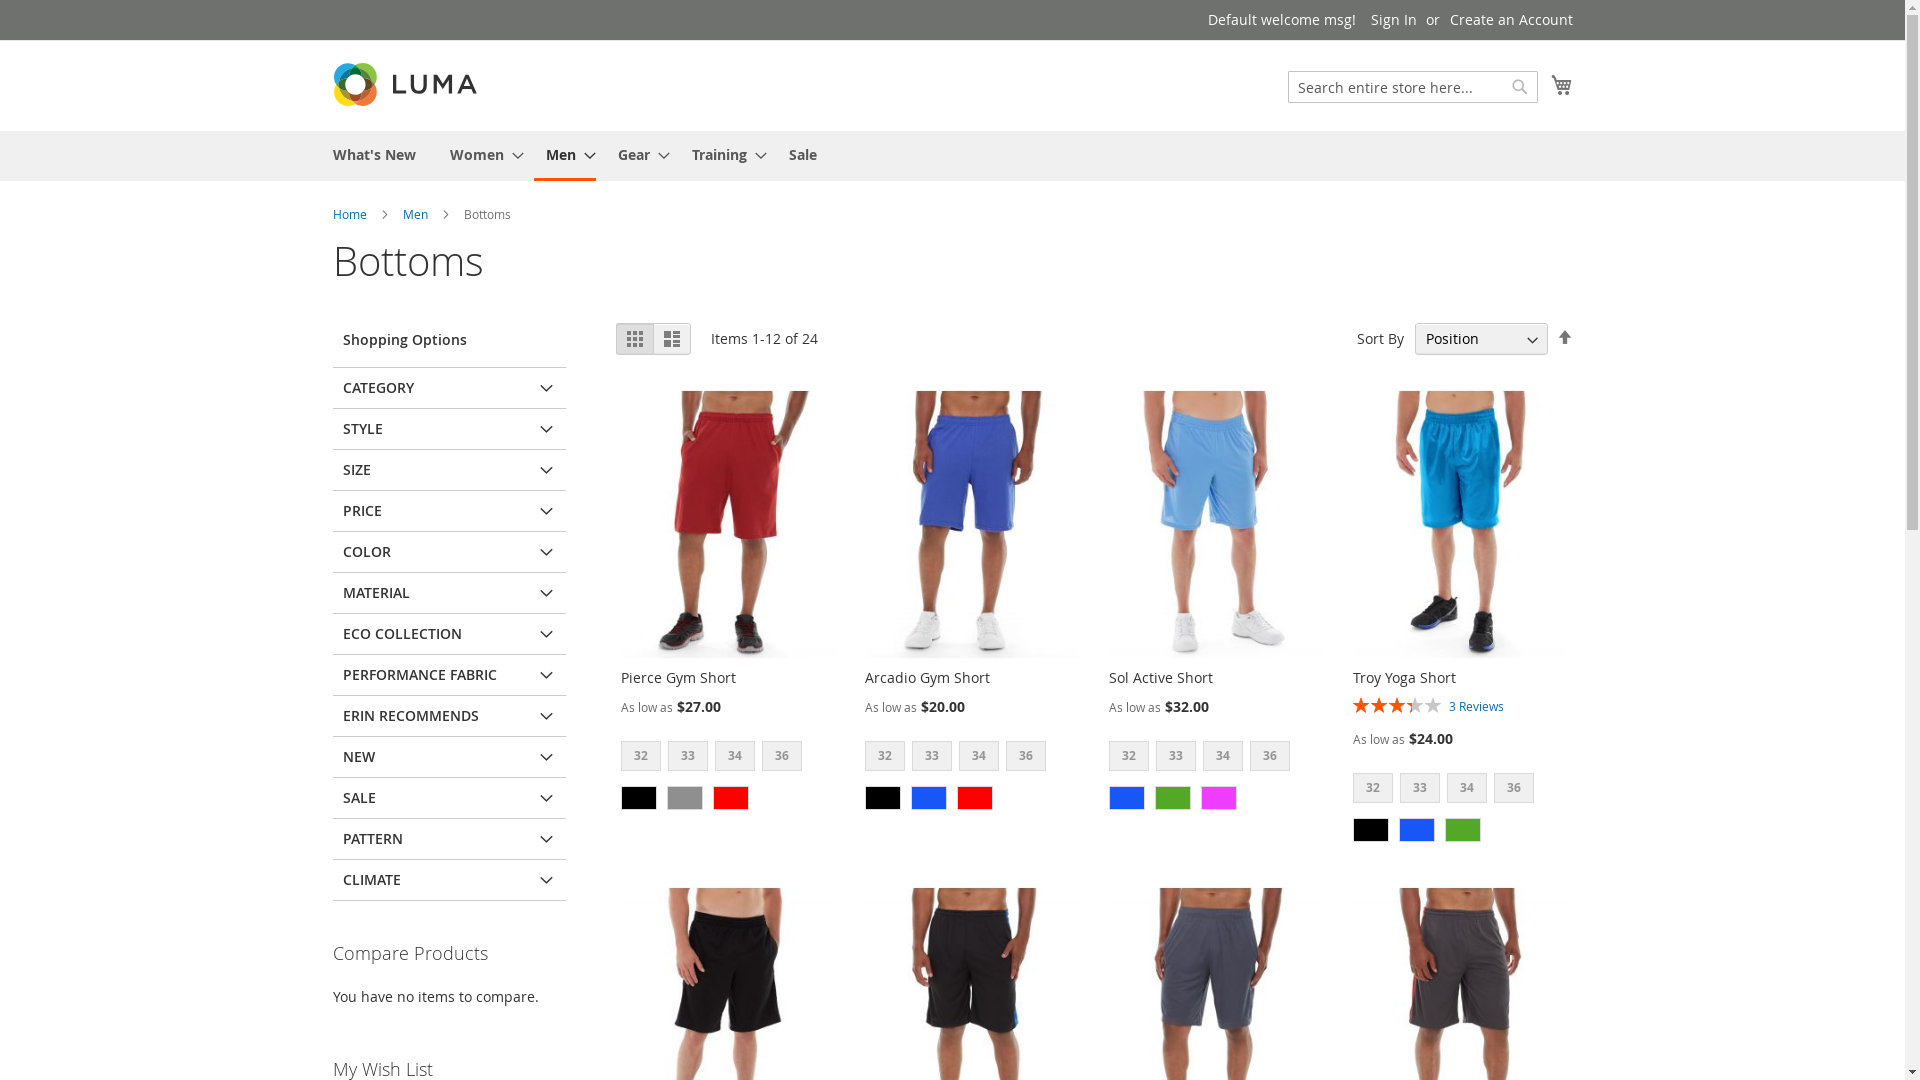 Default welcome msg! Sign In or Create an Account
LUMA
Search entire store here...
What's New Women Men Gear Training Sale
Home Men Bottoms
Bottoms
Shopping Options
CATEGORY
STYLE
SIZE
PRICE
COLOR
MATERIAL
ECO COLLECTION
PERFORMANCE FABRIC
ERIN RECOMMENDS
NEW
SALE
PATTERN
CLIMATE
Compare Products
You have no items to compare.
My Wish List
Items 1-12 of 24
Sort By Position
Pierce Gym Short
As low as $27.00
32 33 34 36
Arcadio Gym Short
As low as $20.00
32 33 34 36
Sol Active Short
As low as $32.00
32 33 34 36
Troy Yoga Short
3 Reviews
As low as $24.00
32 33 34 36